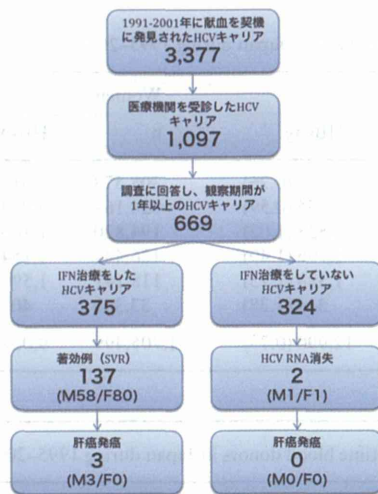 1991-2001年に献血を契機
に発見されたHCVキャリア
3,377
医療機関を受診したHCV
キャリア
1,097
調査に回答し、観察期間が
1年以上のHCVキャリア
669
IFN治療をした
HCVキャリア
375
IFN治療をしていない
HCVキャリア
324
著効例（SVR）
137
(M58/F80)
HCV RNA消失
2
(M1/F1)
肝癌発癌
3
(M3/F0)
肝癌発癌
0
(M0/F0)